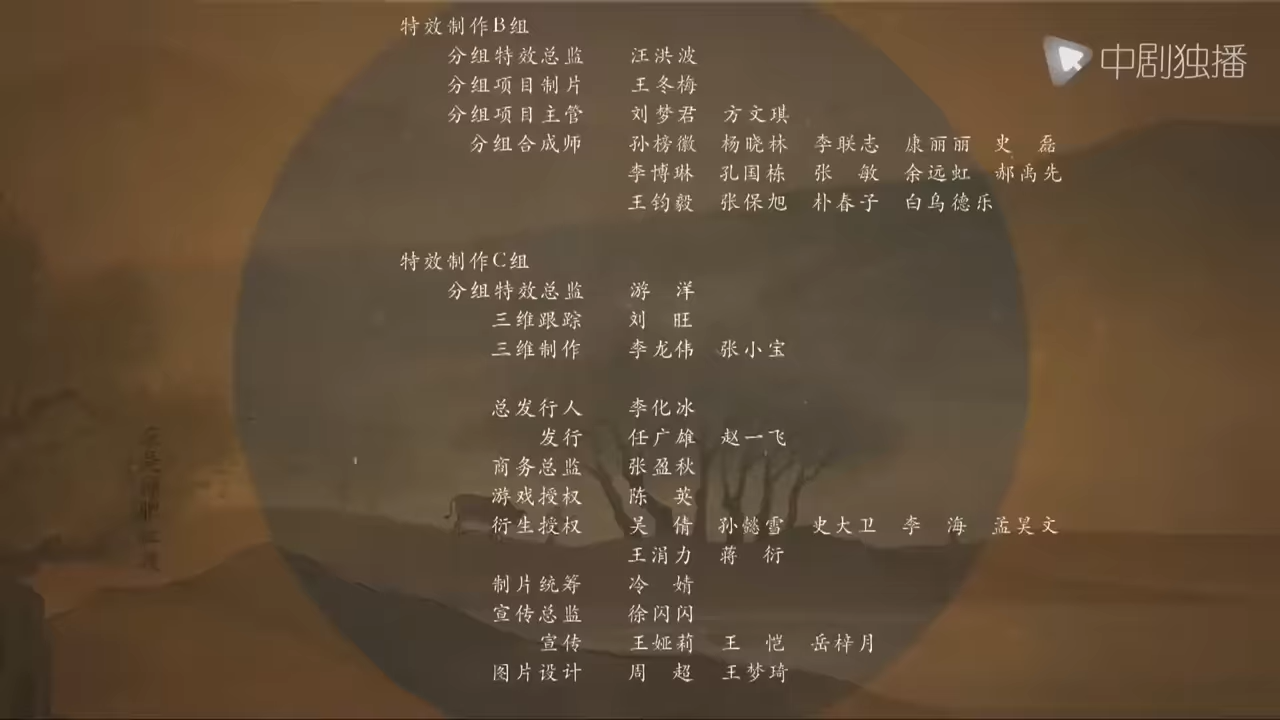 特效制作B组
中剧独播
分组特效总监 汪洪波
分组项目制片 王冬梅
分组项目主管 刘梦君 方文琪
分组合成师 孙榜徽 杨晓林 李联志 康丽丽 史 磊
李博琳 孔国栋 张 敏 余远虹 郝禹先
王钧毅 张保旭 朴春子 白乌德乐
特效制作C组
分组特效总监 游 洋
三维跟踪 刘 旺
三维制作 李龙伟 张小宝
总发行人 李化冰
发行 任广雄 赵一飞
商务总监 张盈秋
游戏授权 陈 英
衍生授权 吴 倩 孙懿雪 史大卫 李 海 孟昊文
王涓力 蒋 衍
制片统筹 冷 婧
宣传总监 徐闪闪
宣传 王娅莉 王 恺 岳梓月
图片设计 周 超 王梦琦